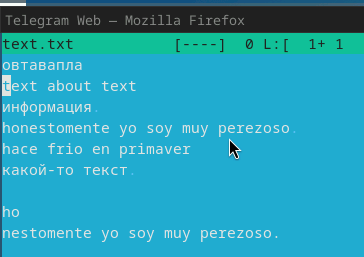 Telegram Web — Mozilla Firefox
text.txt [----] 0 L:[ 1+ 1
овтавапла
text about text
информация.
honestomente yo soy muy perezoso.
hace frio en primaver
какой-то текст.
ho
nestomente yo soy muy perezoso.